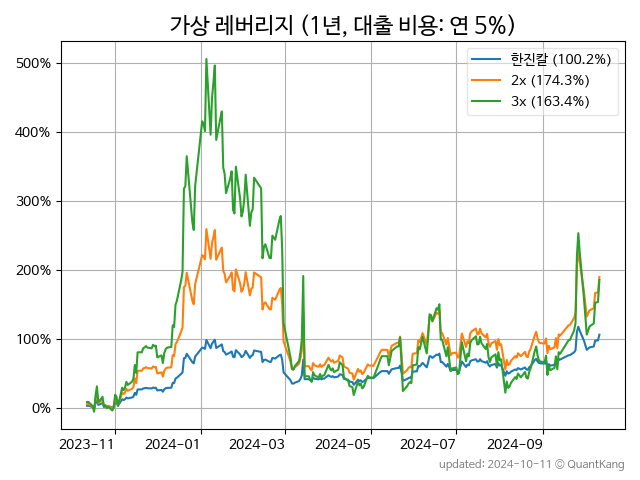 가상 레버리지 (1년, 대출 비용: 연 5%)
한진칼 (100.2%)
2x (174.3%)
3x (163.4%)
500%
400%
300%
200%
100%
0%
2023-11 2024-01 2024-03 2024-05 2024-07 2024-09
updated: 2024-10-11 © QuantKang